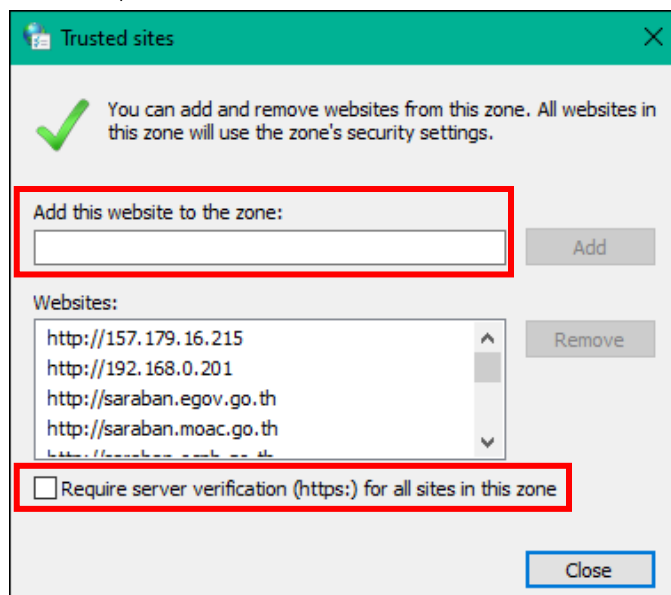 Trusted sites
You can add and remove websites from this zone. All websites in
this zone will use the zone's security settings.
Add this website to the zone:
Add
Websites:
http://157.179.16.215
Remove
http://192.168.0.201
http://saraban.egov.go.th
http://saraban.moac.go.th
Require server verification (https:) for all sites in this zone
Close